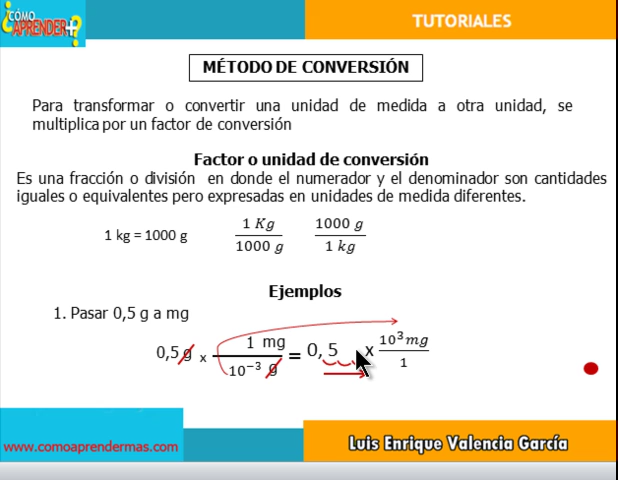 ¿CÓMO
APRENDER+?
TUTORIALES
MÉTODO DE CONVERSIÓN
Para transformar o convertir una unidad de medida a otra unidad, se
multiplica por un factor de conversión
Factor o unidad de conversión
Es una fracción o división en donde el numerador y el denominador son cantidades
iguales o equivalentes pero expresadas en unidades de medida diferentes.
1 kg = 1000 g
1 Kg
1000 g
1000 g
1 kg
Ejemplos
1. Pasar 0,5 g a mg
0,5 g x
1 mg
10⁻³ g
= 0, 5 x
10³mg
1
www.comoaprendermas.com
Luis Enrique Valencia García